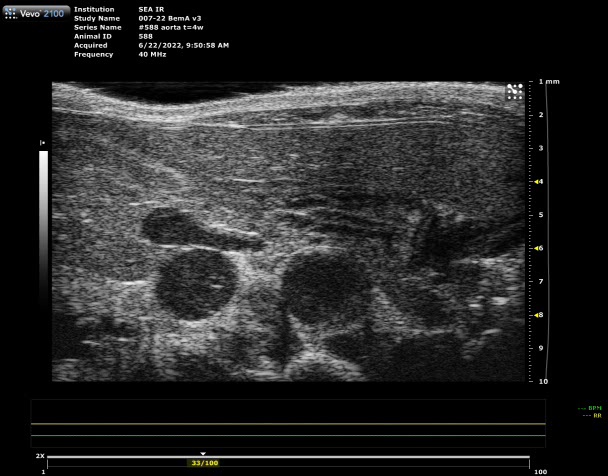 Vevo 2100
Institution SEA IR
Study Name 007-22 BemA v3
Series Name #588 aorta t=4w
Animal ID 588
Acquired 6/22/2022, 9:50:58 AM
Frequency 40 MHz
1 mm
2
3
4
5
6
7
8
9
10
--- BPM
--- RR
2X
33/100
1
100